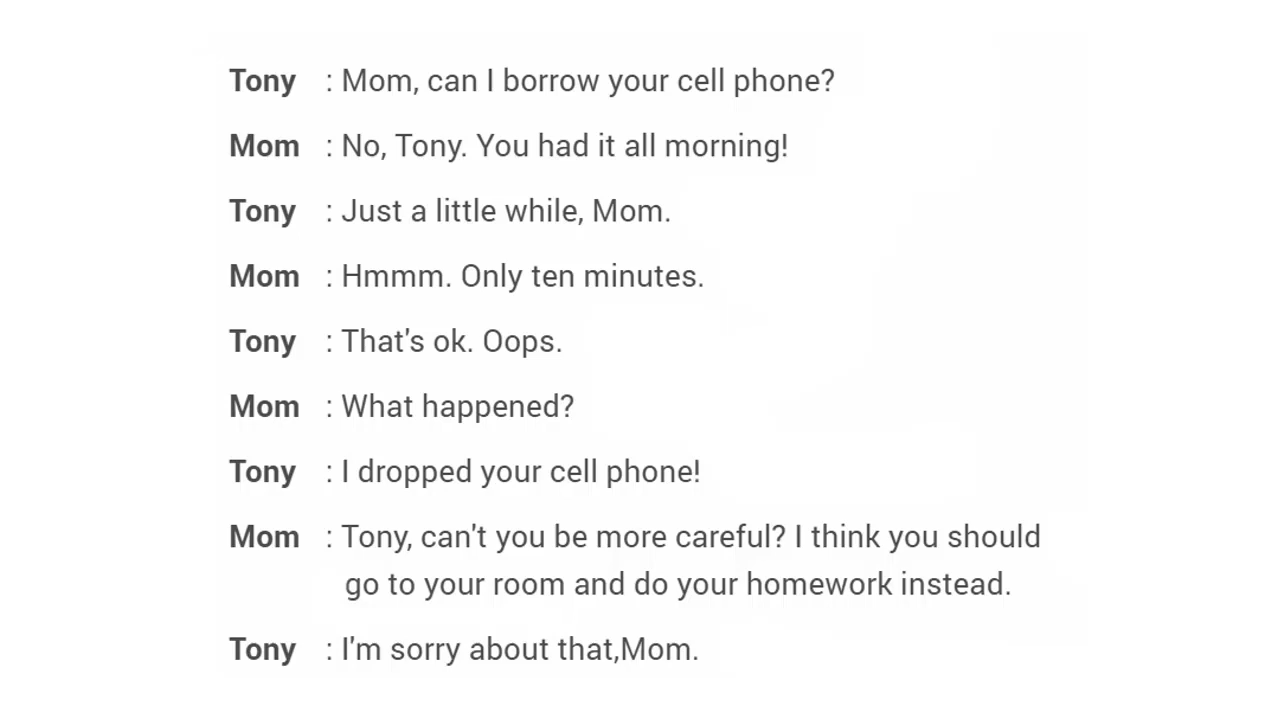 Tony : Mom, can I borrow your cell phone?
Mom : No, Tony. You had it all morning!
Tony : Just a little while, Mom.
Mom : Hmmm. Only ten minutes.
Tony : That's ok. Oops.
Mom : What happened?
Tony : I dropped your cell phone!
Mom : Tony, can't you be more careful? I think you should
go to your room and do your homework instead.
Tony : I'm sorry about that,Mom.